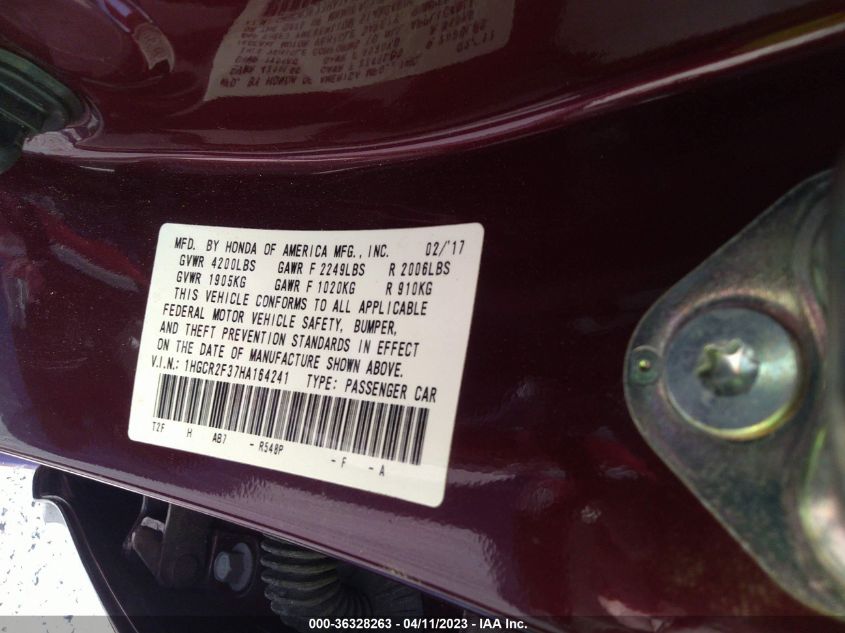 MFD. BY HONDA OF AMERICA MFG., INC. 02/'17
GVWR 4200LBS GAWR F 2249LBS R 2006LBS
GVWR 1905KG GAWR F 1020KG R 910KG
THIS VEHICLE CONFORMS TO ALL APPLICABLE
FEDERAL MOTOR VEHICLE SAFETY, BUMPER,
AND THEFT PREVENTION STANDARDS IN EFFECT
ON THE DATE OF MANUFACTURE SHOWN ABOVE.
V.I.N.: 1HGCR2F37HA164241 TYPE: PASSENGER CAR
T2F H AB7 - R540P - F - A
000-36328263 - 04/11/2023 - IAA Inc.